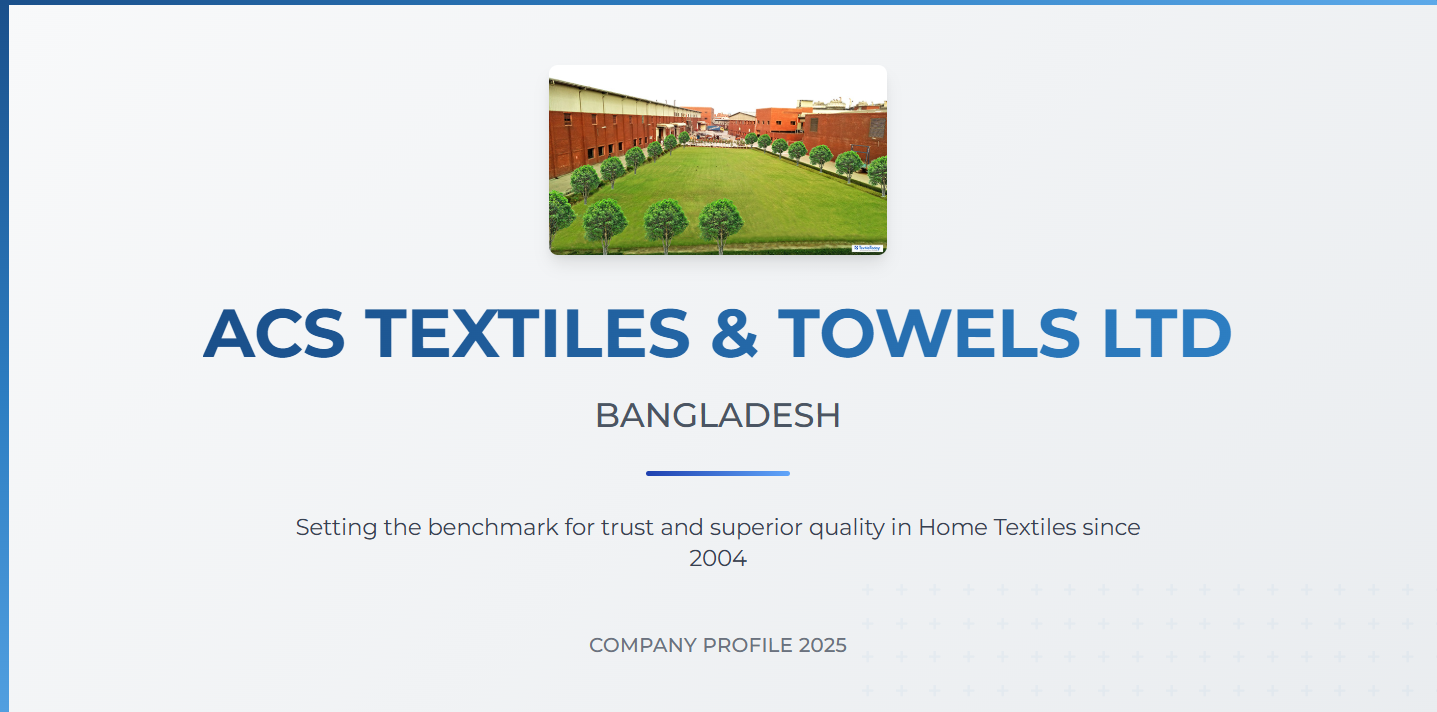 ACS TEXTILES & TOWELS LTD
BANGLADESH
Setting the benchmark for trust and superior quality in Home Textiles since
2004
COMPANY PROFILE 2025